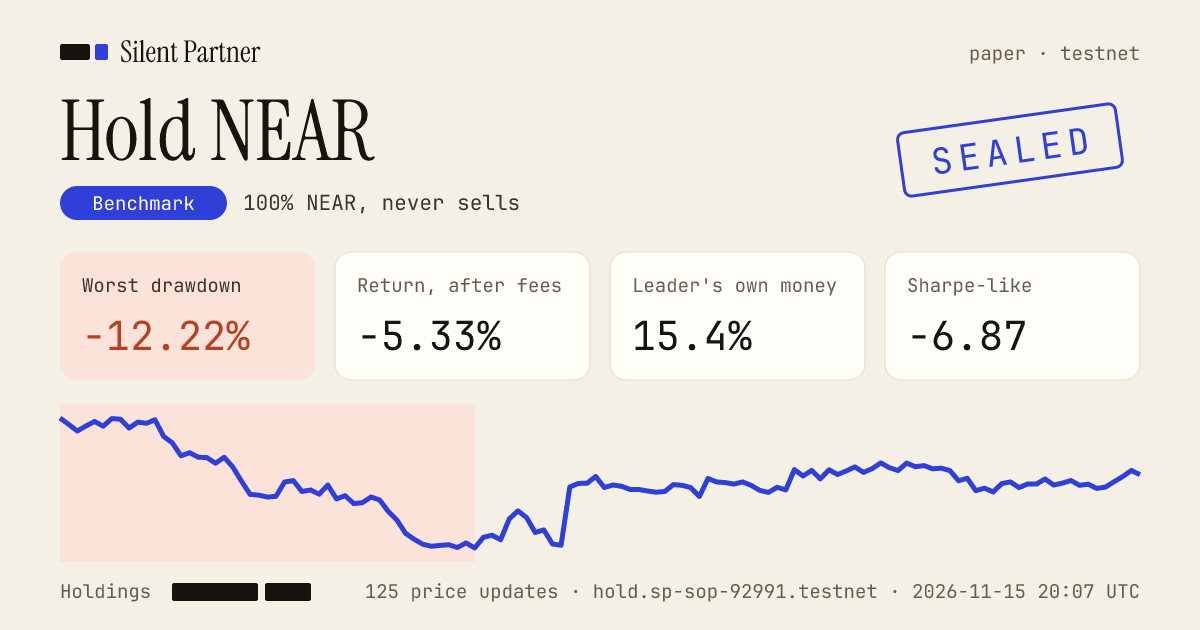 Silent Partner
paper · testnet
Hold NEAR
SEALED
Benchmark
100% NEAR, never sells
Worst drawdown
-12.22%
Return, after fees
-5.33%
Leader's own money
15.4%
Sharpe-like
-6.87
Holdings
125 price updates · hold.sp-sop-92991.testnet · 2026-11-15 20:07 UTC